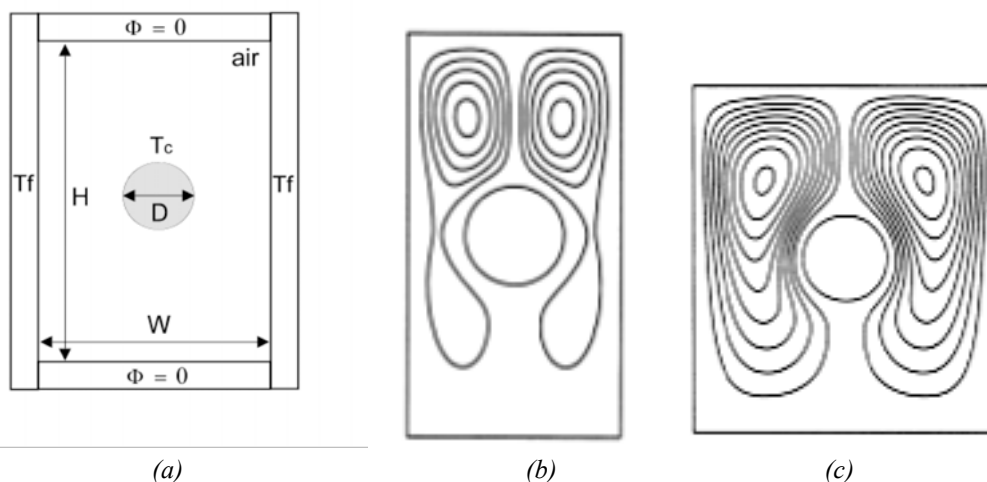 Φ = 0
air
Tc
Tf
H
D
Tf
W
Φ = 0
(a)
(b)
(c)